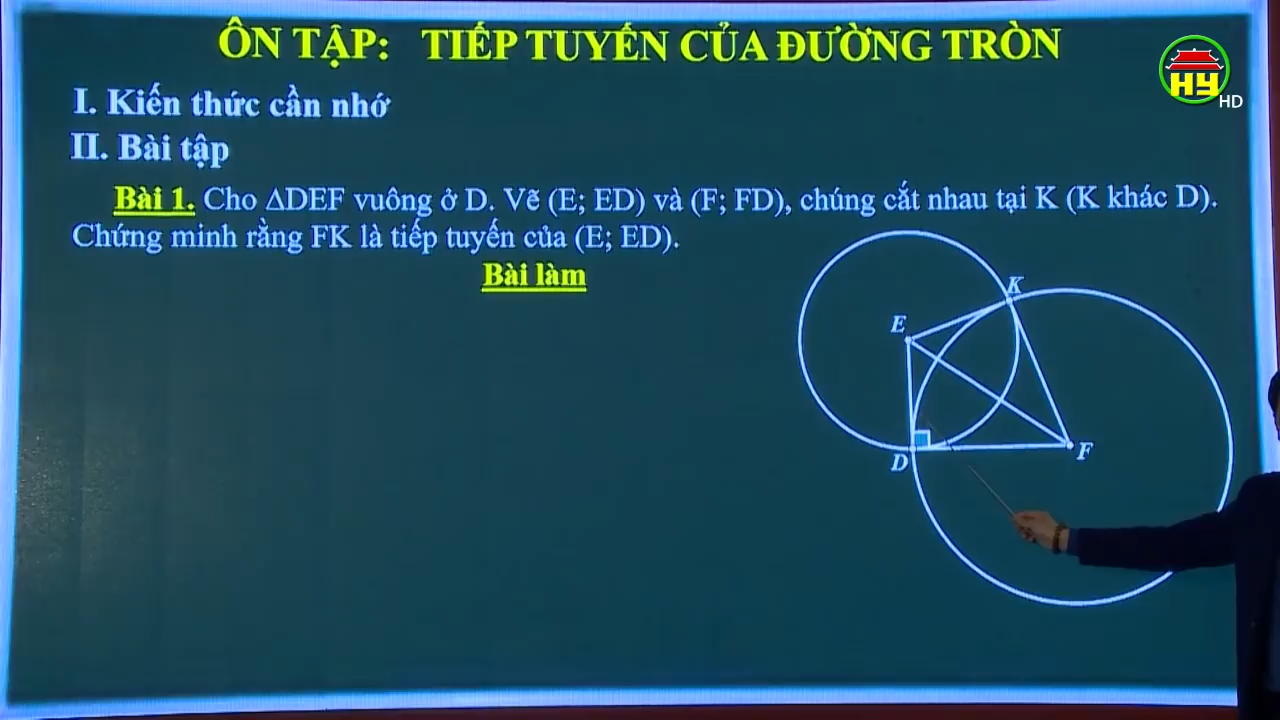 ÔN TẬP: TIẾP TUYẾN CỦA ĐƯỜNG TRÒN
HY
HD
I. Kiến thức cần nhớ
II. Bài tập
Bài 1. Cho ΔDEF vuông ở D. Vẽ (E; ED) và (F; FD), chúng cắt nhau tại K (K khác D).
Chứng minh rằng FK là tiếp tuyến của (E; ED).
Bài làm
K
E
D
F